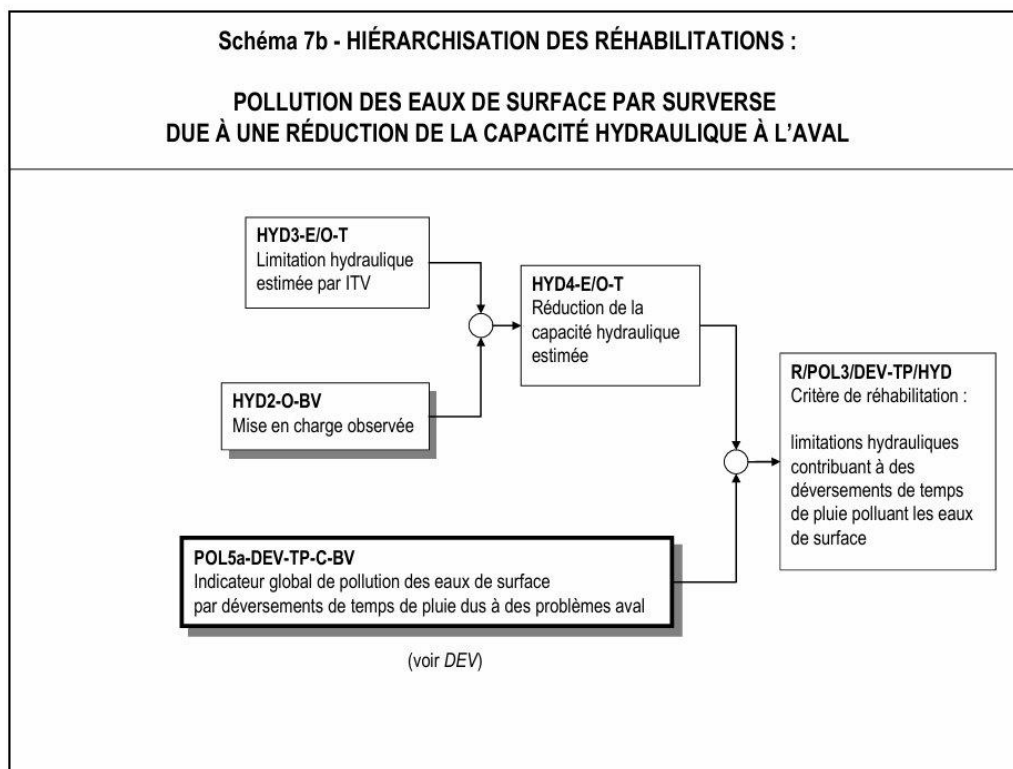 Schéma 7b - HIÉRARCHISATION DES RÉHABILITATIONS :
POLLUTION DES EAUX DE SURFACE PAR SURVERSE
DUE À UNE RÉDUCTION DE LA CAPACITÉ HYDRAULIQUE À L'AVAL
HYD3-E/O-T
Limitation hydraulique
estimée par ITV
HYD4-E/O-T
Réduction de la
capacité hydraulique
estimée
HYD2-O-BV
Mise en charge observée
R/POL3/DEV-TP/HYD
Critère de réhabilitation :
limitations hydrauliques
contribuant à des
déversements de temps
de pluie polluant les eaux
de surface
POL5a-DEV-TP-C-BV
Indicateur global de pollution des eaux de surface
par déversements de temps de pluie dus à des problèmes aval
(voir DEV)